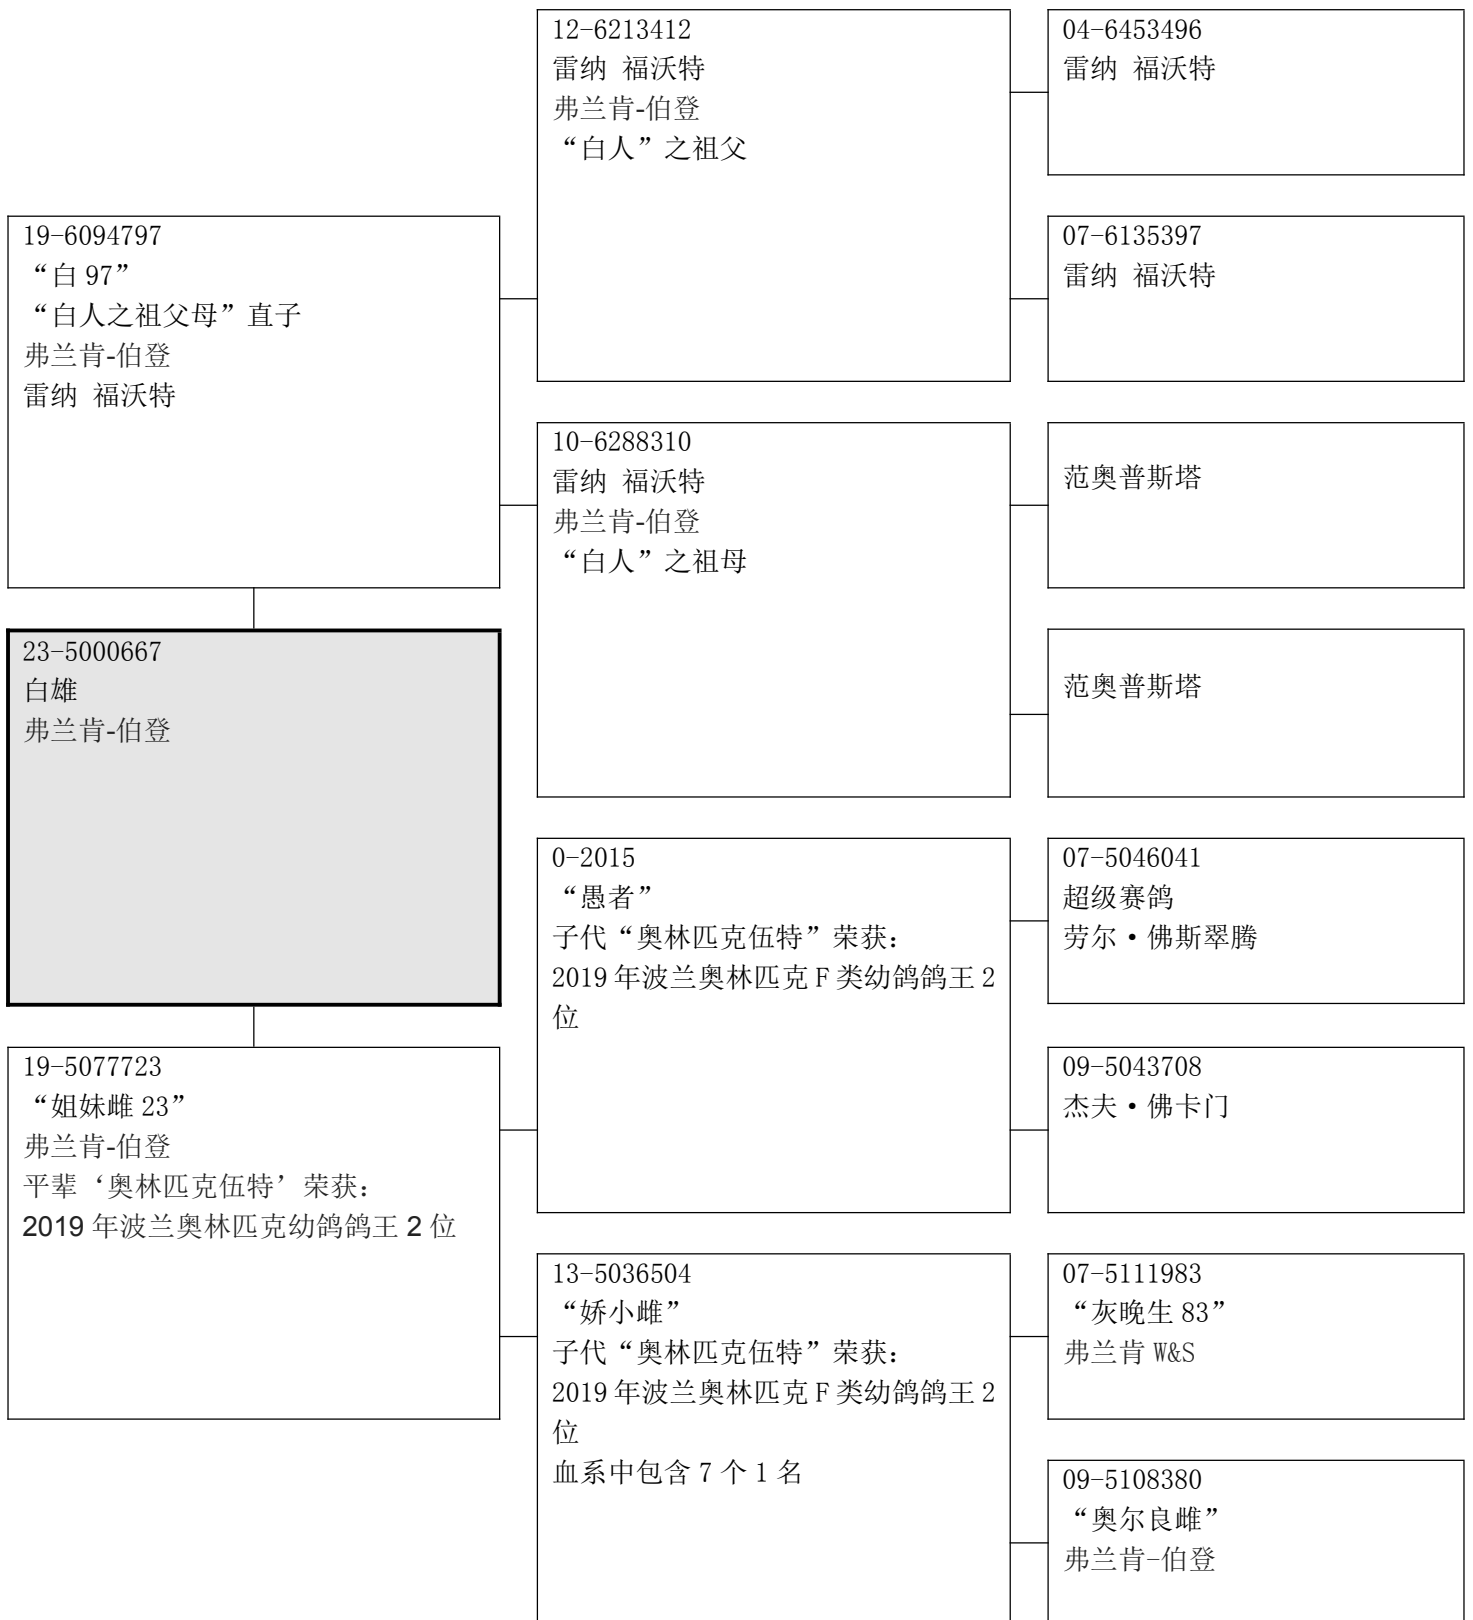 12-6213412
雷纳 福沃特
弗兰肯-伯登
“白人”之祖父
04-6453496
雷纳 福沃特
19-6094797
“白 97”
“白人之祖父母”直子
弗兰肯-伯登
雷纳 福沃特
07-6135397
雷纳 福沃特
10-6288310
雷纳 福沃特
弗兰肯-伯登
“白人”之祖母
范奥普斯塔
23-5000667
白雄
弗兰肯-伯登
范奥普斯塔
0-2015
“愚者”
子代“奥林匹克伍特”荣获：
2019 年波兰奥林匹克 F 类幼鸽鸽王 2
位
07-5046041
超级赛鸽
劳尔·佛斯翠腾
19-5077723
“姐妹雌 23”
弗兰肯-伯登
平辈‘奥林匹克伍特’荣获：
2019 年波兰奥林匹克幼鸽鸽王 2 位
09-5043708
杰夫·佛卡门
13-5036504
“娇小雌”
子代“奥林匹克伍特”荣获：
2019 年波兰奥林匹克 F 类幼鸽鸽王 2
位
血系中包含 7 个 1 名
07-5111983
“灰晚生 83”
弗兰肯 W&S
09-5108380
“奥尔良雌”
弗兰肯-伯登